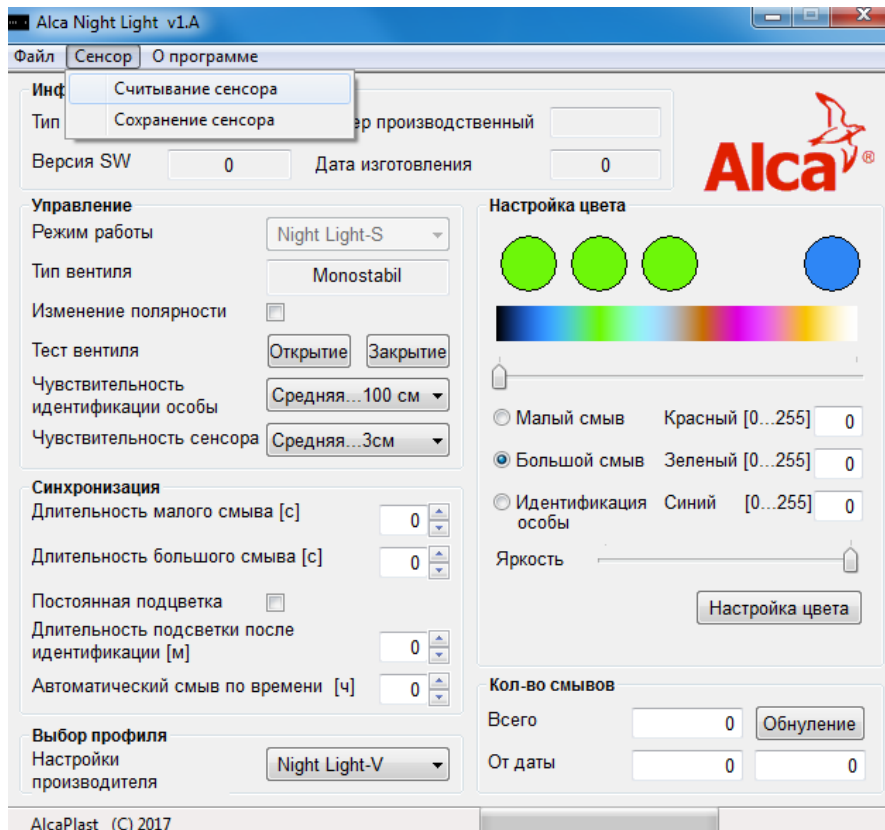 Alca Night Light v1.A
Файл Сенсор О программе
Считывание сенсора
Сохранение сенсора
Тип производственный
Версия SW 0 Дата изготовления 0
Alca®
Управление
Режим работы Night Light-S
Тип вентиля Monostabil
Изменение полярности
Тест вентиля Открытие Закрытие
Чувствительность
идентификации особы Средняя...100 см
Чувствительность сенсора Средняя...3см
Синхронизация
Длительность малого смыва [с] 0
Длительность большого смыва [с] 0
Постоянная подцветка
Длительность подсветки после
идентификации [м] 0
Автоматический смыв по времени [ч] 0
Выбор профиля
Настройки
производителя Night Light-V
Настройка цвета
Малый смыв Красный [0...255] 0
Большой смыв Зеленый [0...255] 0
Идентификация
особы Синий [0...255] 0
Яркость
Настройка цвета
Кол-во смывов
Всего 0 Обнуление
От даты 0 0
AlcaPlast (C) 2017